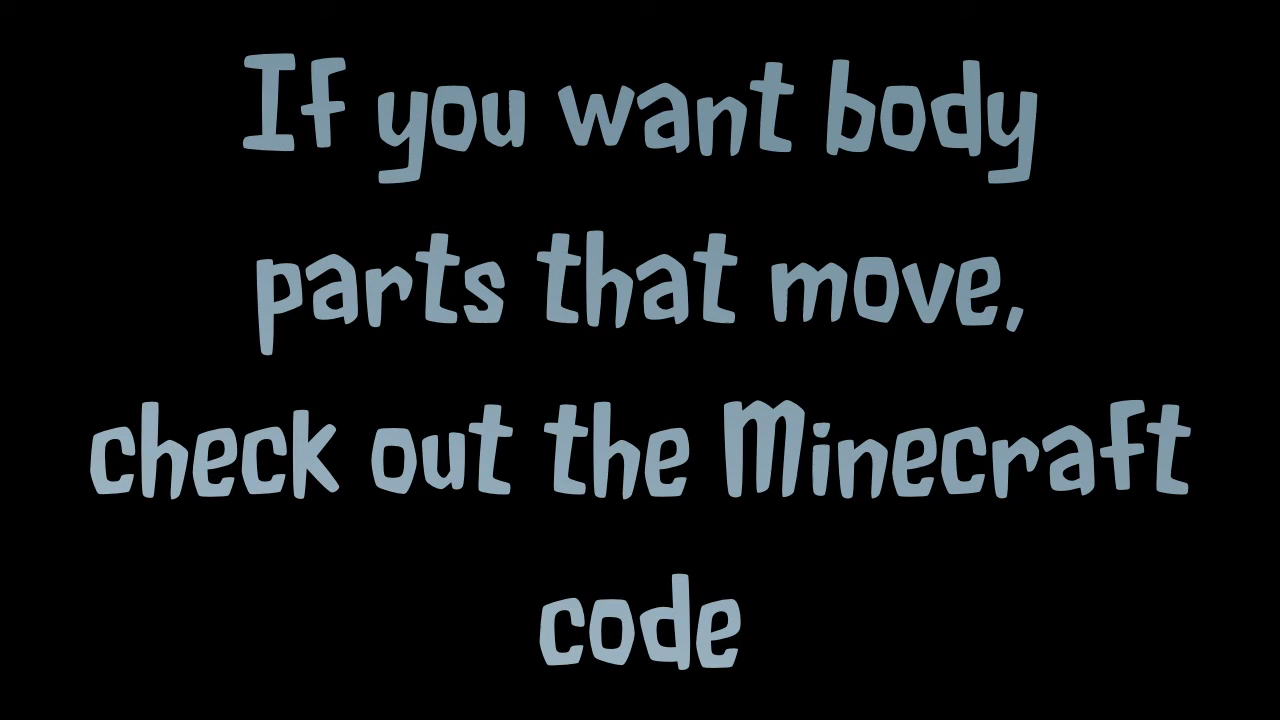 If you want body
parts that move,
check out the Minecraft
code